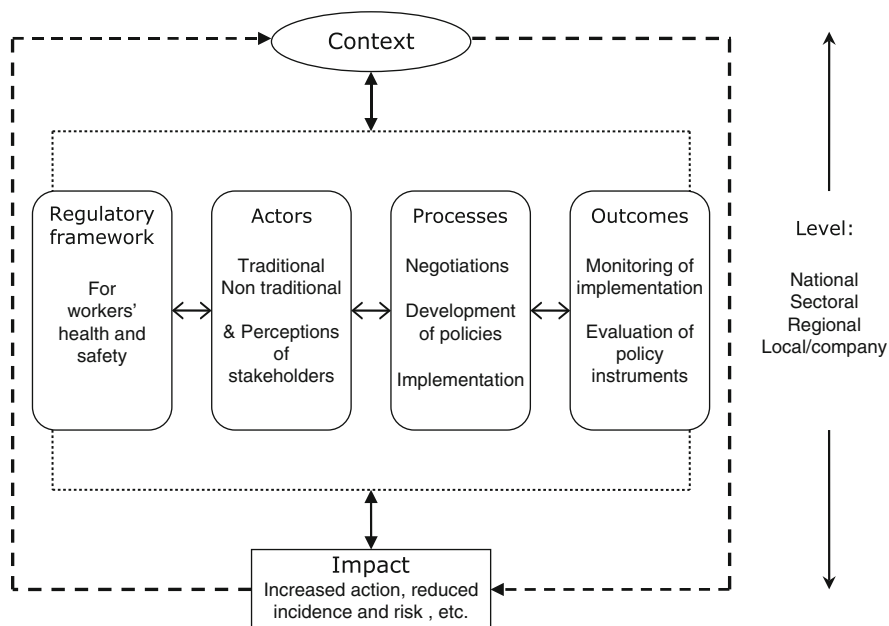 Context
Regulatory
framework
For
workers’
health and
safety
Actors
Traditional
Non traditional
& Perceptions
of
stakeholders
Processes
Negotiations
Development
of policies
Implementation
Outcomes
Monitoring of
implementation
Evaluation of
policy
instruments
Level:
National
Sectoral
Regional
Local/company
Impact
Increased action, reduced
incidence and risk , etc.